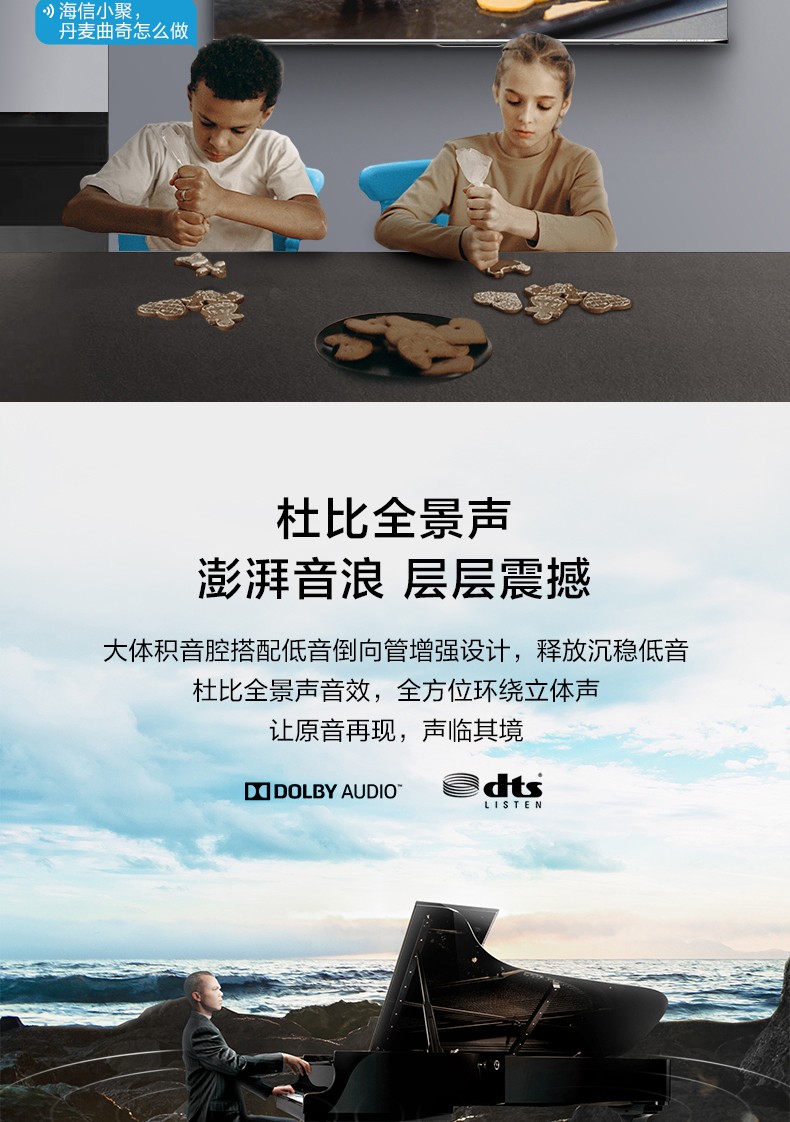 海信小聚，
丹麦曲奇怎么做
杜比全景声
澎湃音浪 层层震撼
大体积音腔搭配低音倒向管增强设计，释放沉稳低音
杜比全景声音效，全方位环绕立体声
让原音再现，声临其境
DOLBY AUDIO™
dts®
LISTEN